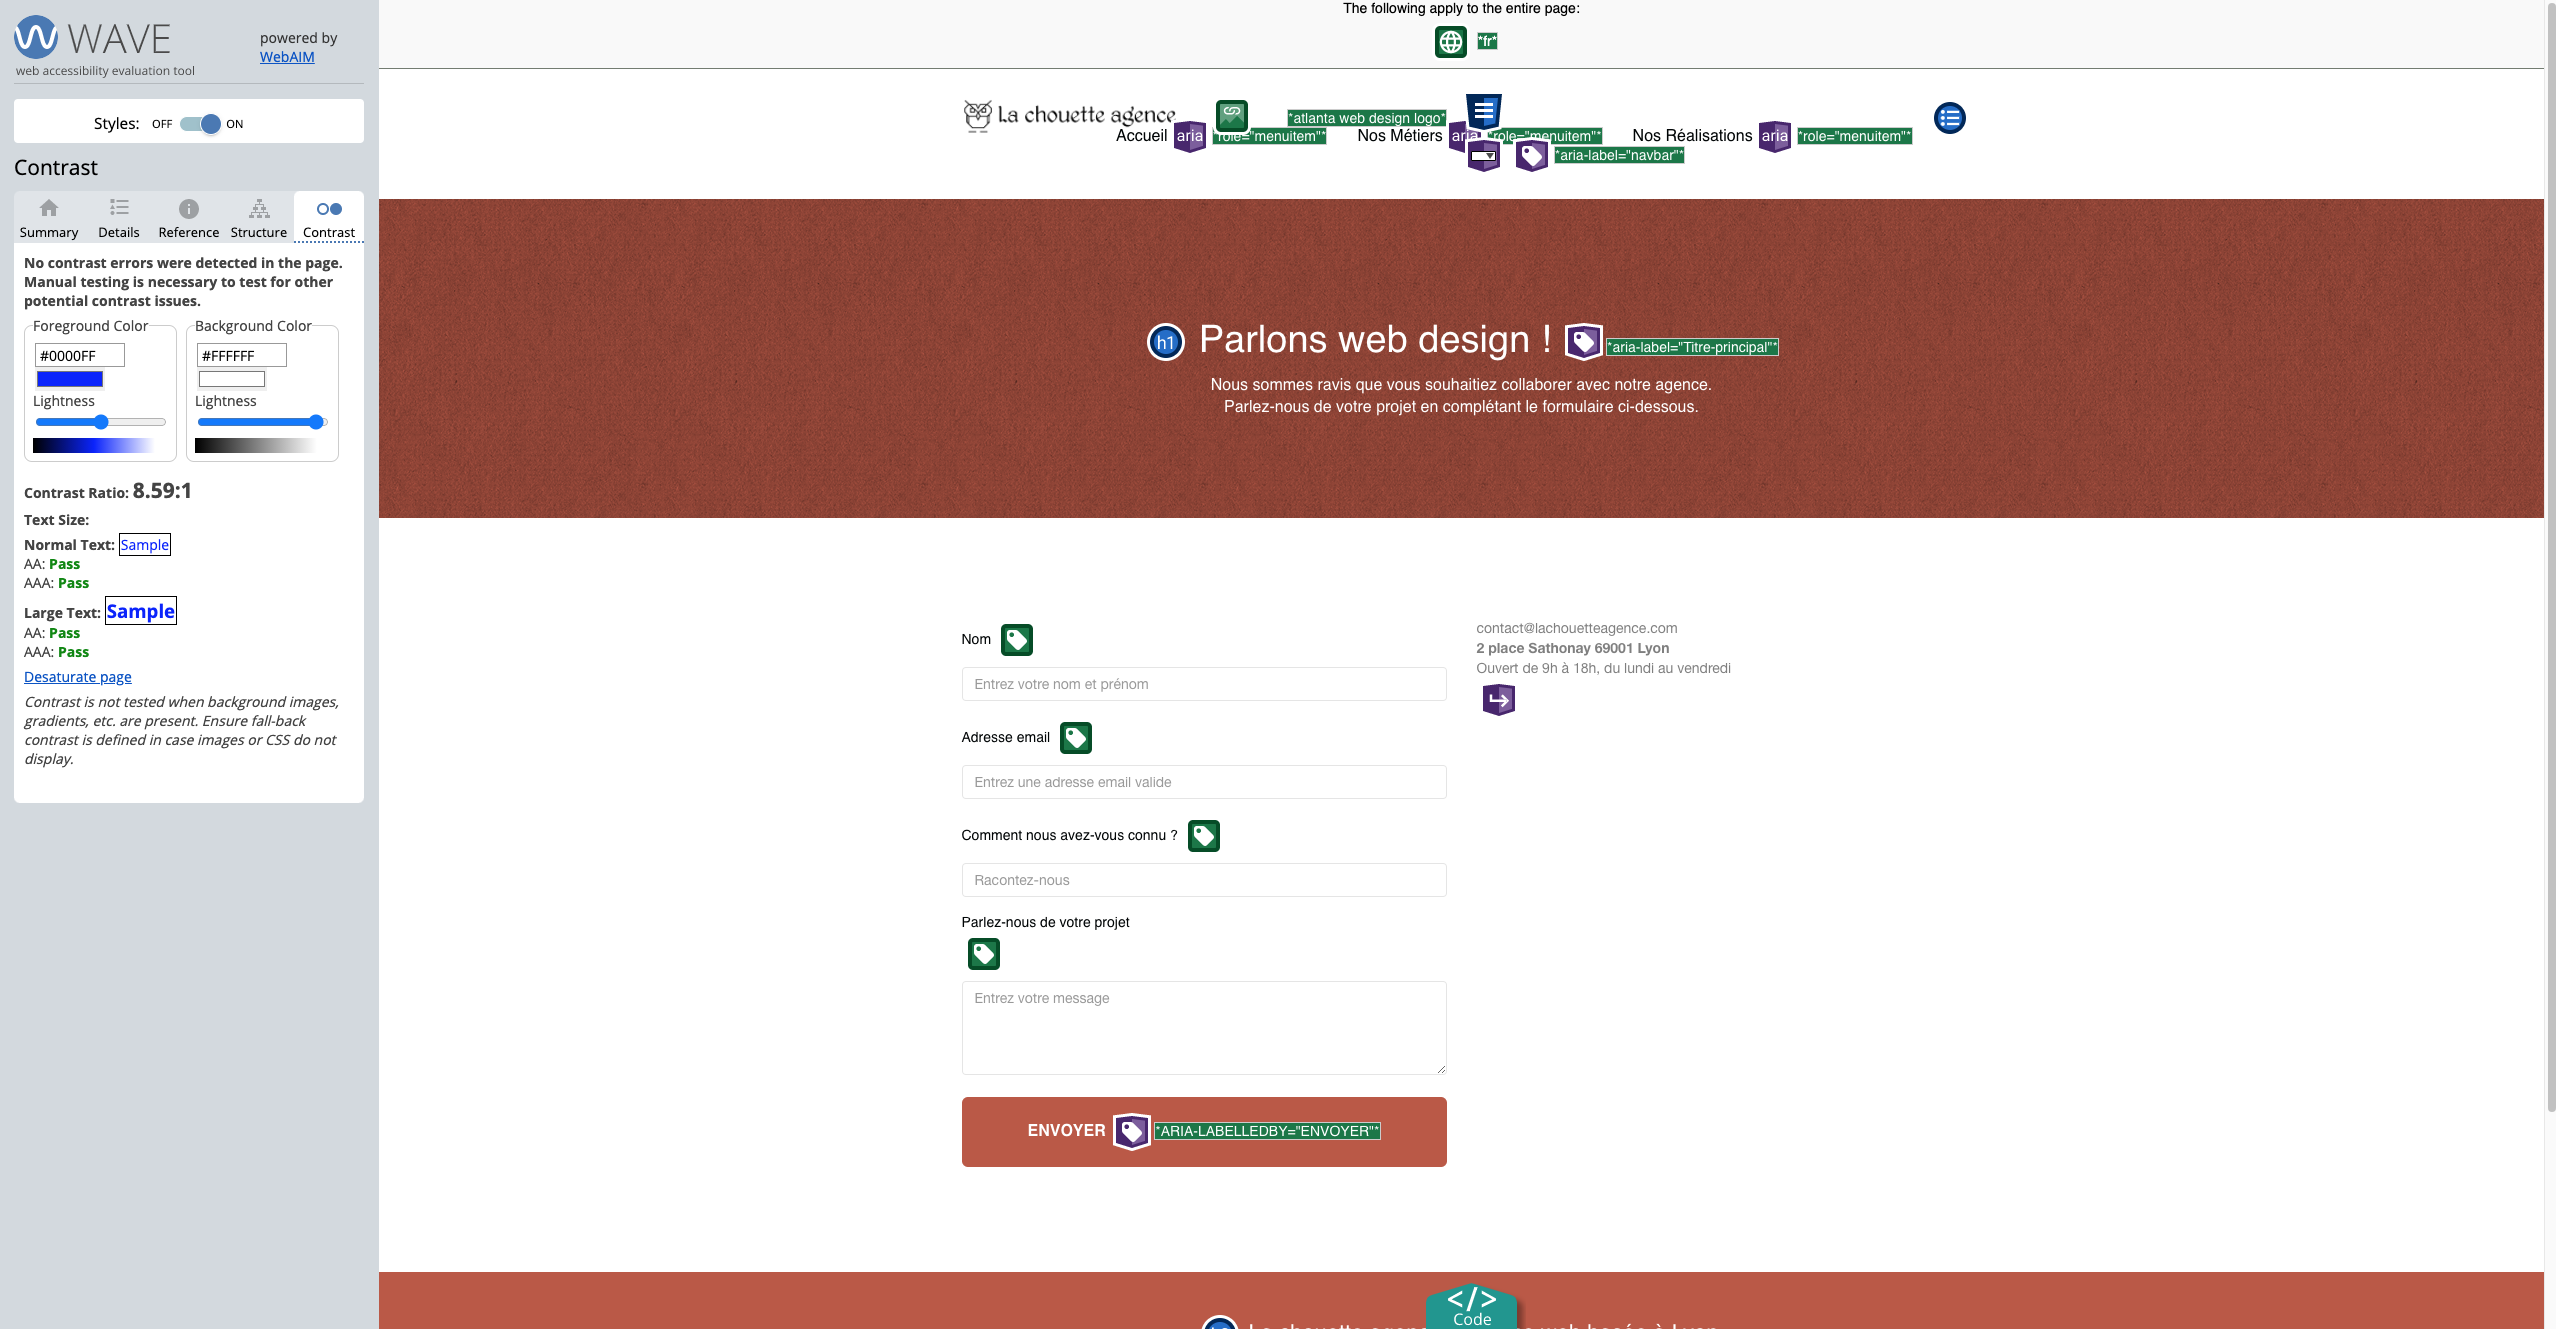 WAVE
powered by
WebAIM
web accessibility evaluation tool
Styles: OFF ON
Contrast
Summary Details Reference Structure Contrast
No contrast errors were detected in the page.
Manual testing is necessary to test for other
potential contrast issues.
Foreground Color
#0000FF
Lightness
Background Color
#FFFFFF
Lightness
Contrast Ratio: 8.59:1
Text Size:
Normal Text: Sample
AA: Pass
AAA: Pass
Large Text: Sample
AA: Pass
AAA: Pass
Desaturate page
Contrast is not tested when background images,
gradients, etc. are present. Ensure fall-back
contrast is defined in case images or CSS do not
display.
The following apply to the entire page:
*fr*
La chouette agence
*atlanta web design logo*
Accueil aria *role="menuitem"* Nos Métiers aria *role="menuitem"* Nos Réalisations aria *role="menuitem"*
*aria-label="navbar"*
h1 Parlons web design ! *aria-label="Titre-principal"*
Nous sommes ravis que vous souhaitiez collaborer avec notre agence.
Parlez-nous de votre projet en complétant le formulaire ci-dessous.
Nom
Entrez votre nom et prénom
Adresse email
Entrez une adresse email valide
Comment nous avez-vous connu ?
Racontez-nous
Parlez-nous de votre projet
Entrez votre message
ENVOYER *ARIA-LABELLEDBY="ENVOYER"*
contact@lachouetteagence.com
2 place Sathonay 69001 Lyon
Ouvert de 9h à 18h, du lundi au vendredi
</> Code